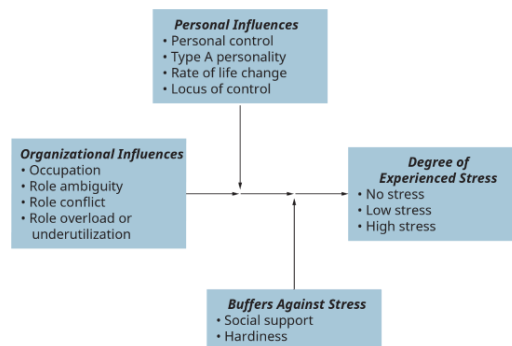 Personal Influences
• Personal control
• Type A personality
• Rate of life change
• Locus of control
Organizational Influences
• Occupation
• Role ambiguity
• Role conflict
• Role overload or
underutilization
Degree of
Experienced Stress
• No stress
• Low stress
• High stress
Buffers Against Stress
• Social support
• Hardiness